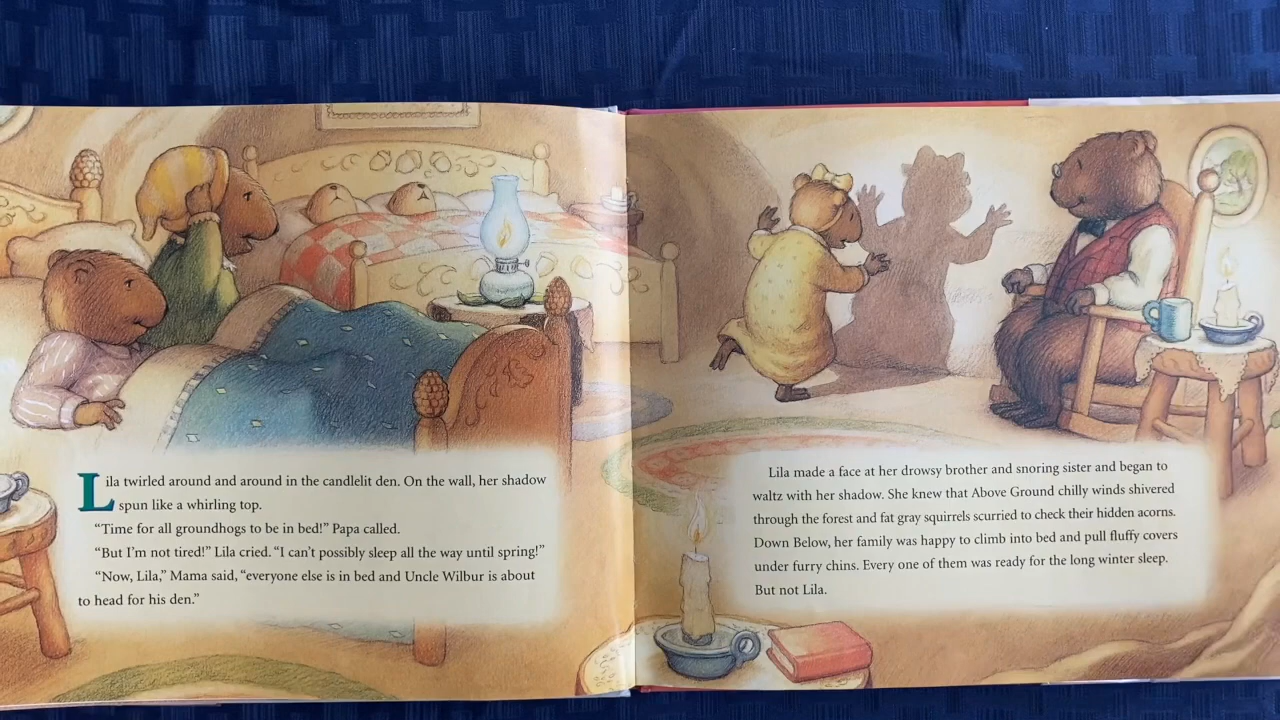 Lila twirled around and around in the candlelit den. On the wall, her shadow
spun like a whirling top.
“Time for all groundhogs to be in bed!” Papa called.
“But I’m not tired!” Lila cried. “I can’t possibly sleep all the way until spring!”
“Now, Lila,” Mama said, “everyone else is in bed and Uncle Wilbur is about
to head for his den.”
Lila made a face at her drowsy brother and snoring sister and began to
waltz with her shadow. She knew that Above Ground chilly winds shivered
through the forest and fat gray squirrels scurried to check their hidden acorns.
Down Below, her family was happy to climb into bed and pull fluffy covers
under furry chins. Every one of them was ready for the long winter sleep.
But not Lila.